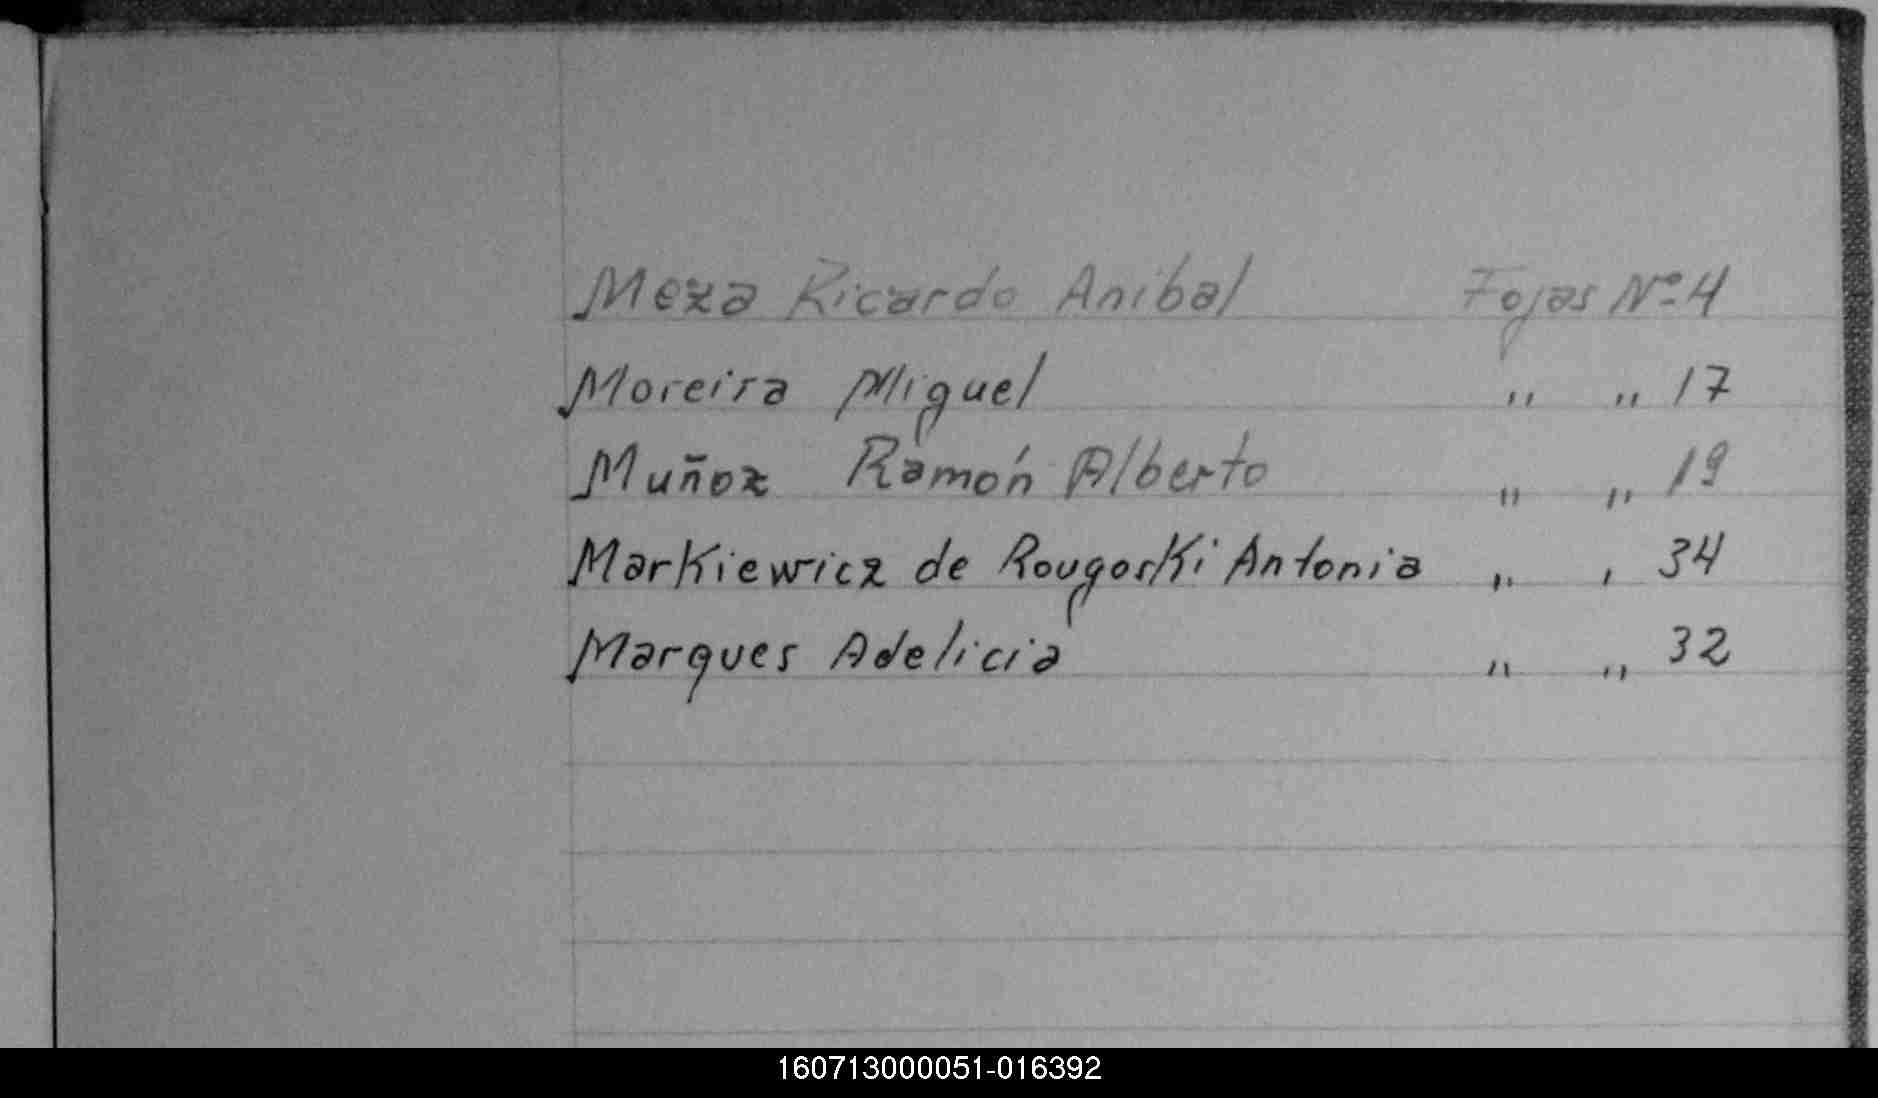 Meza Ricardo Anibal Fojas Nº 4
Moreira Miguel " " 17
Muñoz Ramón Alberto " " 19
Markiewicz de Rougorki Antonia " ' 34
Marques Adelicia " " 32
160713000051-016392